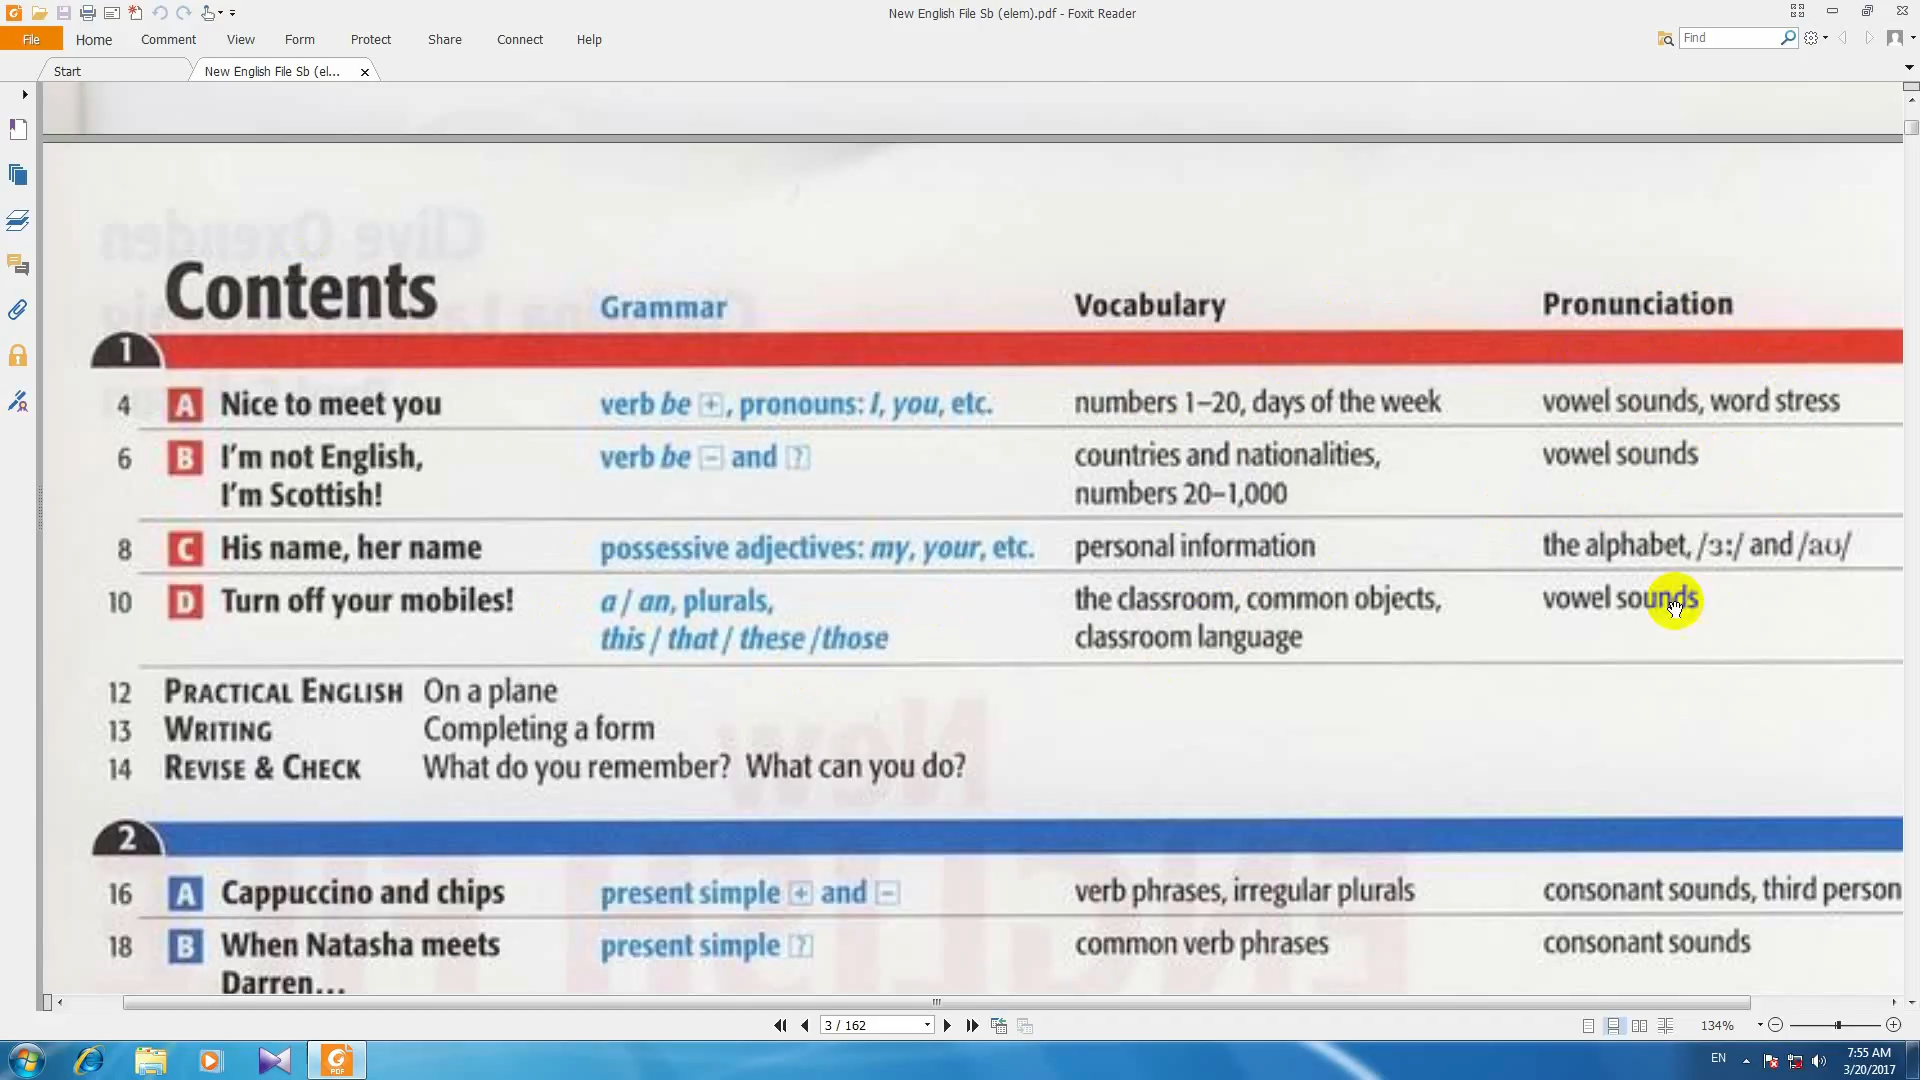 New English File Sb (elem).pdf - Foxit Reader
File Home Comment View Form Protect Share Connect Help Find
Start New English File Sb (el...
Contents Grammar Vocabulary Pronunciation
1
4 A Nice to meet you verb be +, pronouns: I, you, etc. numbers 1–20, days of the week vowel sounds, word stress
6 B I'm not English, verb be − and ? countries and nationalities, vowel sounds
I'm Scottish! numbers 20–1,000
8 C His name, her name possessive adjectives: my, your, etc. personal information the alphabet, /ɜː/ and /aʊ/
10 D Turn off your mobiles! a / an, plurals, the classroom, common objects, vowel sounds
this / that / these / those classroom language
12 PRACTICAL ENGLISH On a plane
13 WRITING Completing a form
14 REVISE & CHECK What do you remember? What can you do?
2
16 A Cappuccino and chips present simple + and − verb phrases, irregular plurals consonant sounds, third person
18 B When Natasha meets present simple ? common verb phrases consonant sounds
Darren...
3 / 162 134%
PDF EN 7:55 AM
3/20/2017